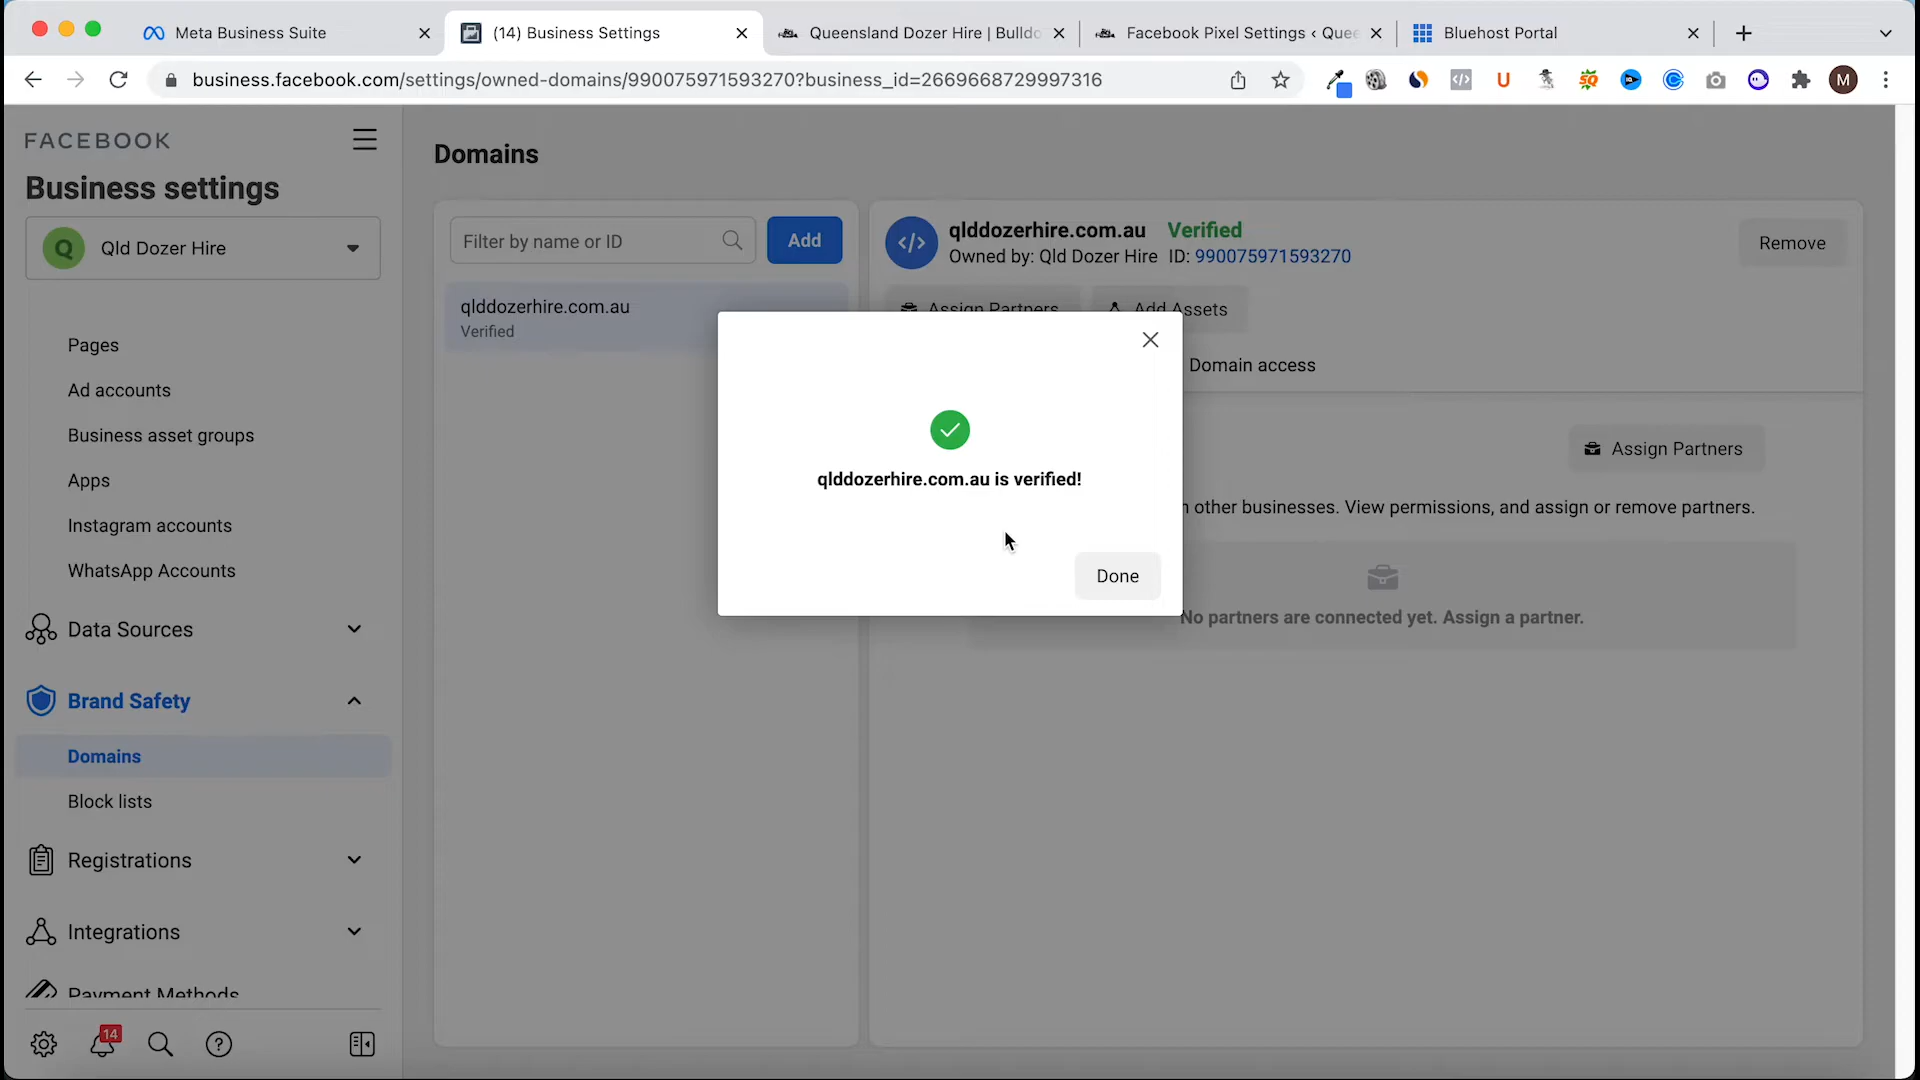 Meta Business Suite
(14) Business Settings
Queensland Dozer Hire | Bulldo
Facebook Pixel Settings ‹ Quee
Bluehost Portal
business.facebook.com/settings/owned-domains/990075971593270?business_id=2669668729997316
U
SQ
M
FACEBOOK
Business settings
Q
Qld Dozer Hire
Pages
Ad accounts
Business asset groups
Apps
Instagram accounts
WhatsApp Accounts
Data Sources
Brand Safety
Domains
Block lists
Registrations
Integrations
Payment Methods
14
Domains
Filter by name or ID
Add
qlddozerhire.com.au
Verified
qlddozerhire.com.au Verified
Owned by: Qld Dozer Hire ID: 990075971593270
Remove
Assign Partners
Add Assets
Domain access
Assign Partners
other businesses. View permissions, and assign or remove partners.
No partners are connected yet. Assign a partner.
qlddozerhire.com.au is verified!
Done